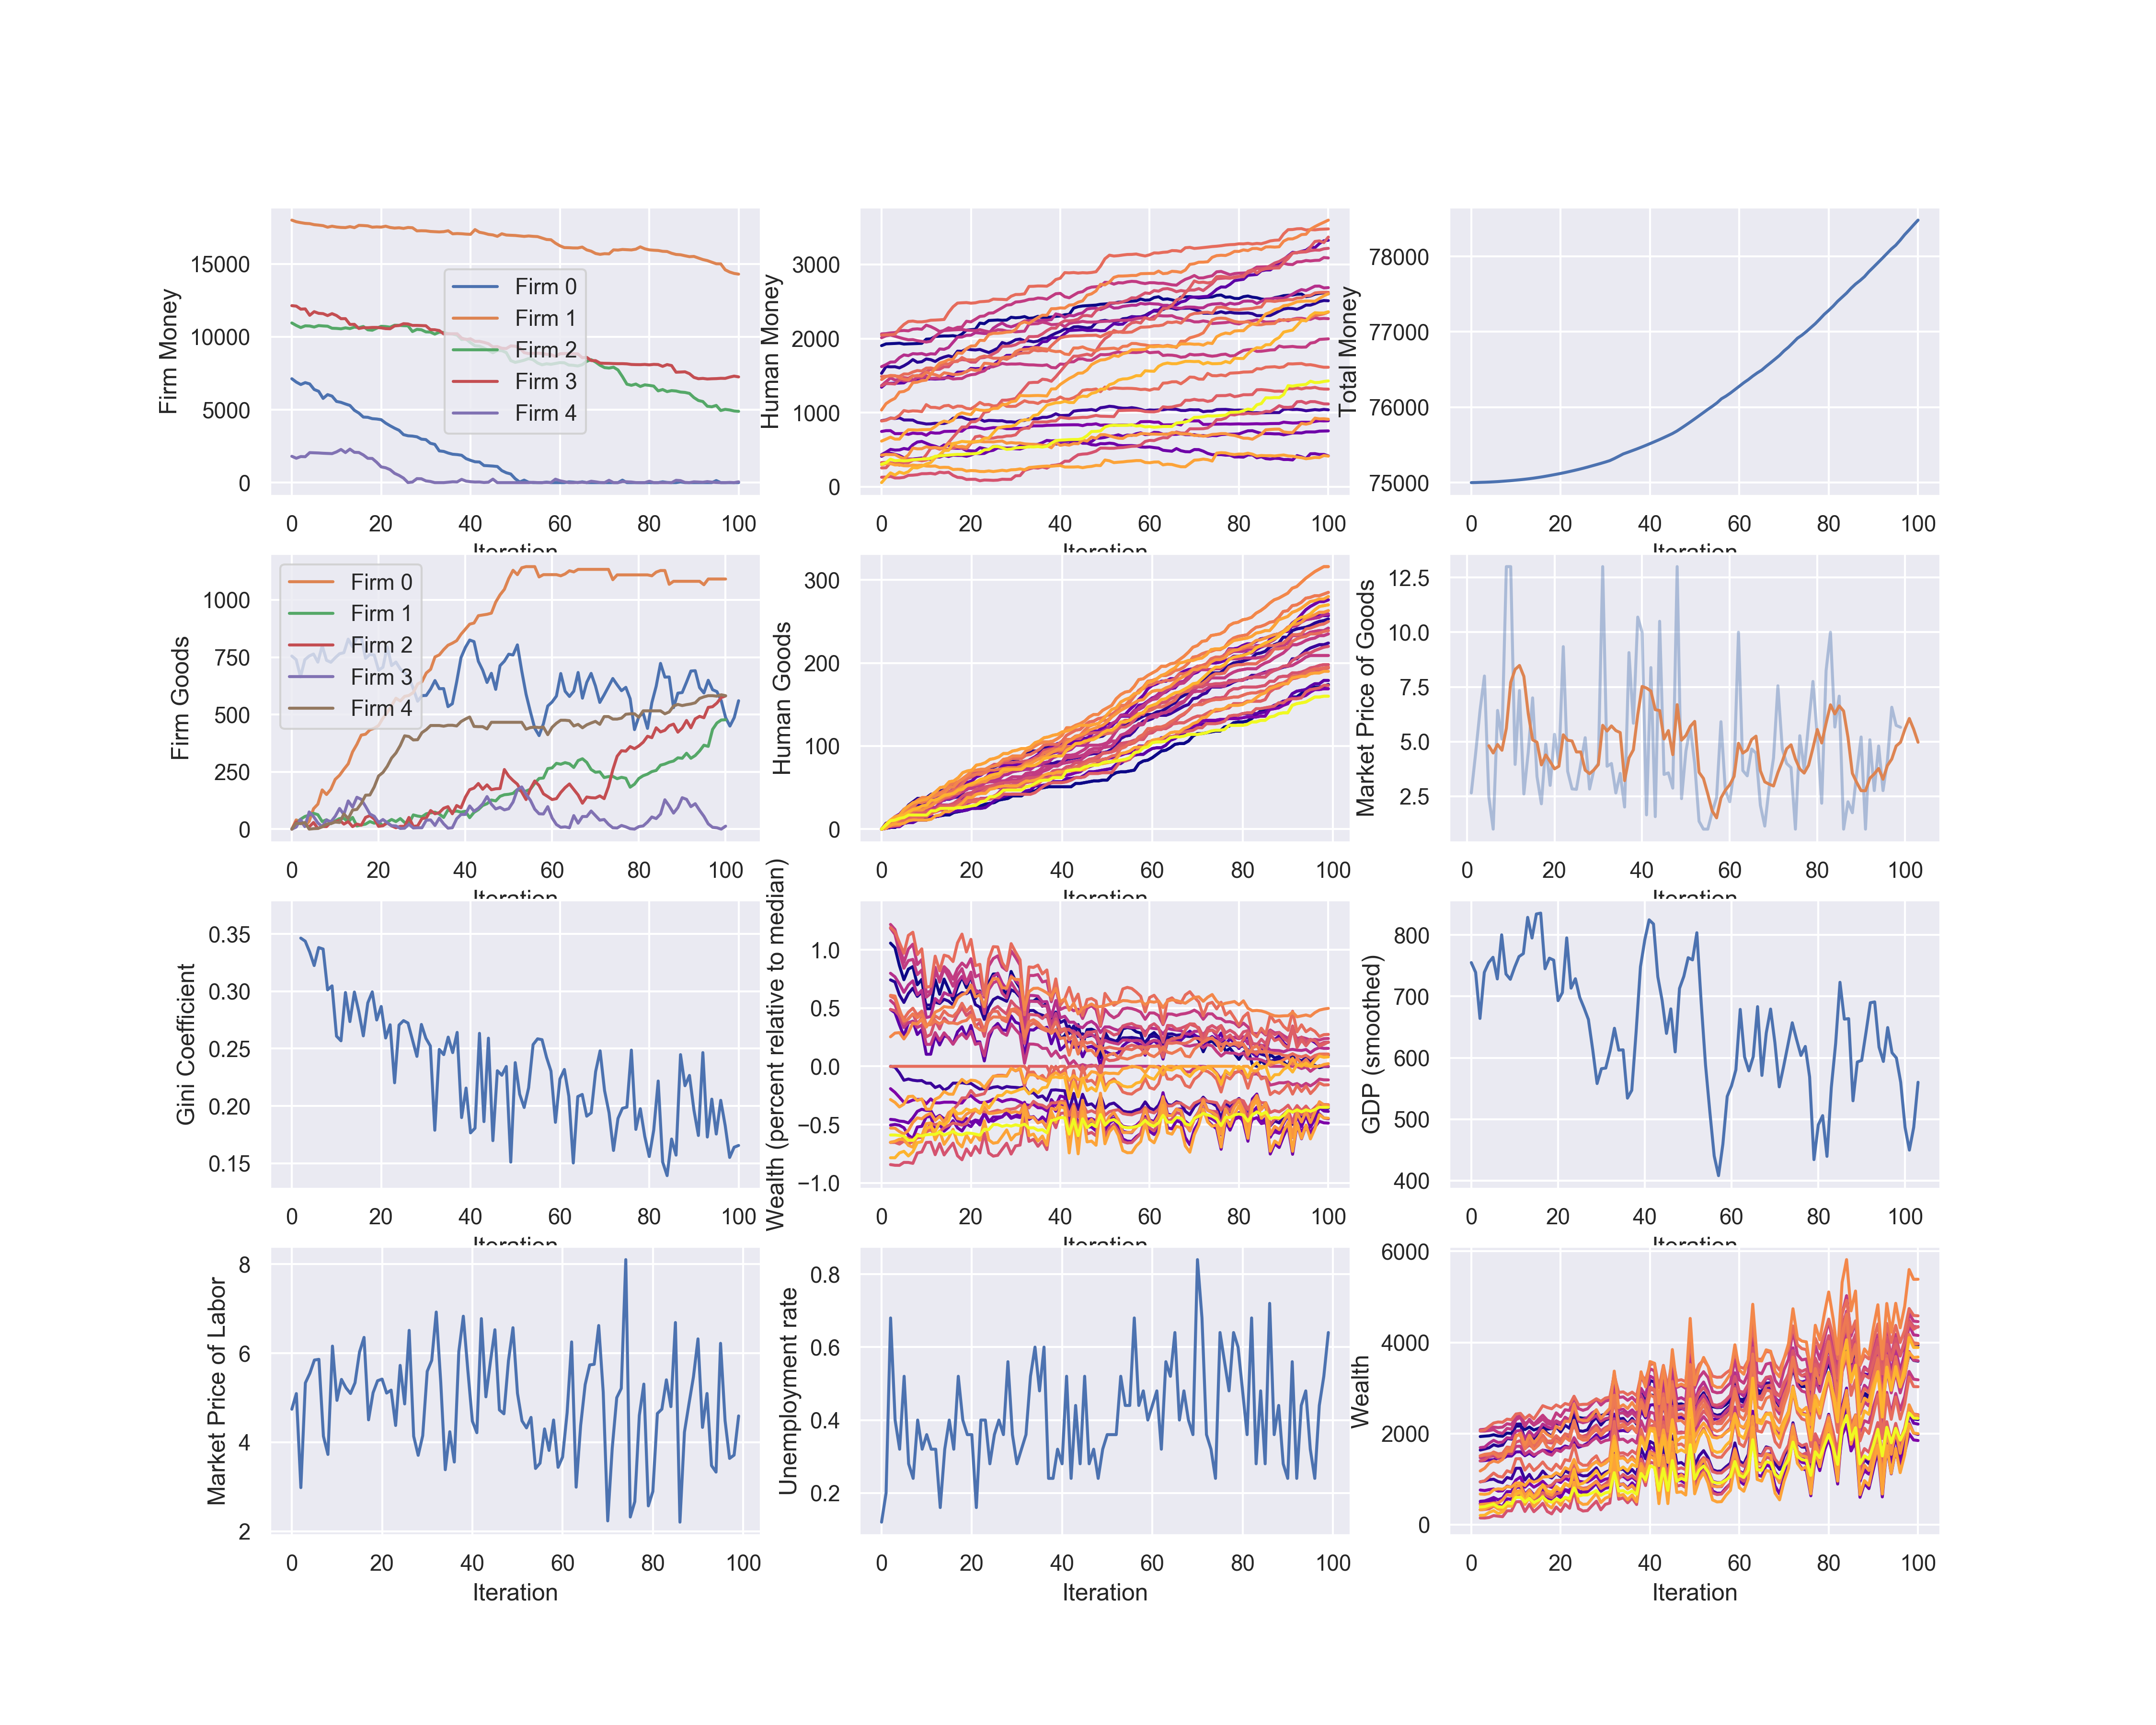 Firm Money
15000
10000
5000
0
Firm 0
Firm 1
Firm 2
Firm 3
Firm 4
0 20 40 60 80 100
Iteration
Human Money
3000
2000
1000
0
0 20 40 60 80 100
Iteration
Total Money
78000
77000
76000
75000
0 20 40 60 80 100
Iteration
Firm Goods
1000
750
500
250
0
Firm 0
Firm 1
Firm 2
Firm 3
Firm 4
0 20 40 60 80 100
Iteration
Human Goods
300
200
100
0
0 20 40 60 80 100
Iteration
Market Price of Goods
12.5
10.0
7.5
5.0
2.5
0 20 40 60 80 100
Iteration
Gini Coefficient
0.35
0.30
0.25
0.20
0.15
0 20 40 60 80 100
Iteration
Wealth (percent relative to median)
1.0
0.5
0.0
−0.5
−1.0
0 20 40 60 80 100
Iteration
GDP (smoothed)
800
700
600
500
400
0 20 40 60 80 100
Iteration
Market Price of Labor
8
6
4
2
0 20 40 60 80 100
Iteration
Unemployment rate
0.8
0.6
0.4
0.2
0 20 40 60 80 100
Iteration
Wealth
6000
4000
2000
0
0 20 40 60 80 100
Iteration